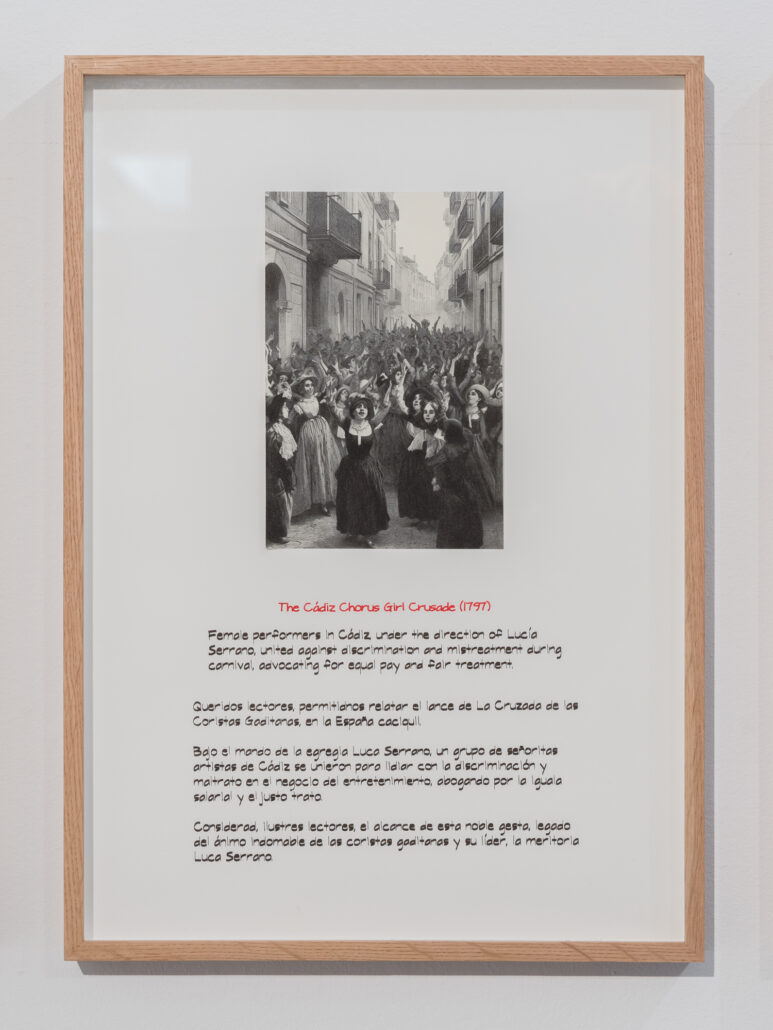 The Cádiz Chorus Girl Crusade (1797)
Female performers in Cádiz, under the direction of Lucía
Serrano, united against discrimination and mistreatment during
carnival, advocating for equal pay and fair treatment.
Queridos lectores, permitidnos relatar el lance de La Cruzada de las
Coristas Gaditanas, en la España caciquil.
Bajo el mando de la egregia Luca Serrano, un grupo de señoritas
artistas de Cádiz se unieron para lidiar con la discriminación y
maltrato en el negocio del entretenimiento, abogando por la iguala
salarial y el justo trato.
Considerad, ilustres lectores, el alcance de esta noble gesta, legado
del ánimo indomable de las coristas gaditanas y su líder, la meritoria
Luca Serrano.